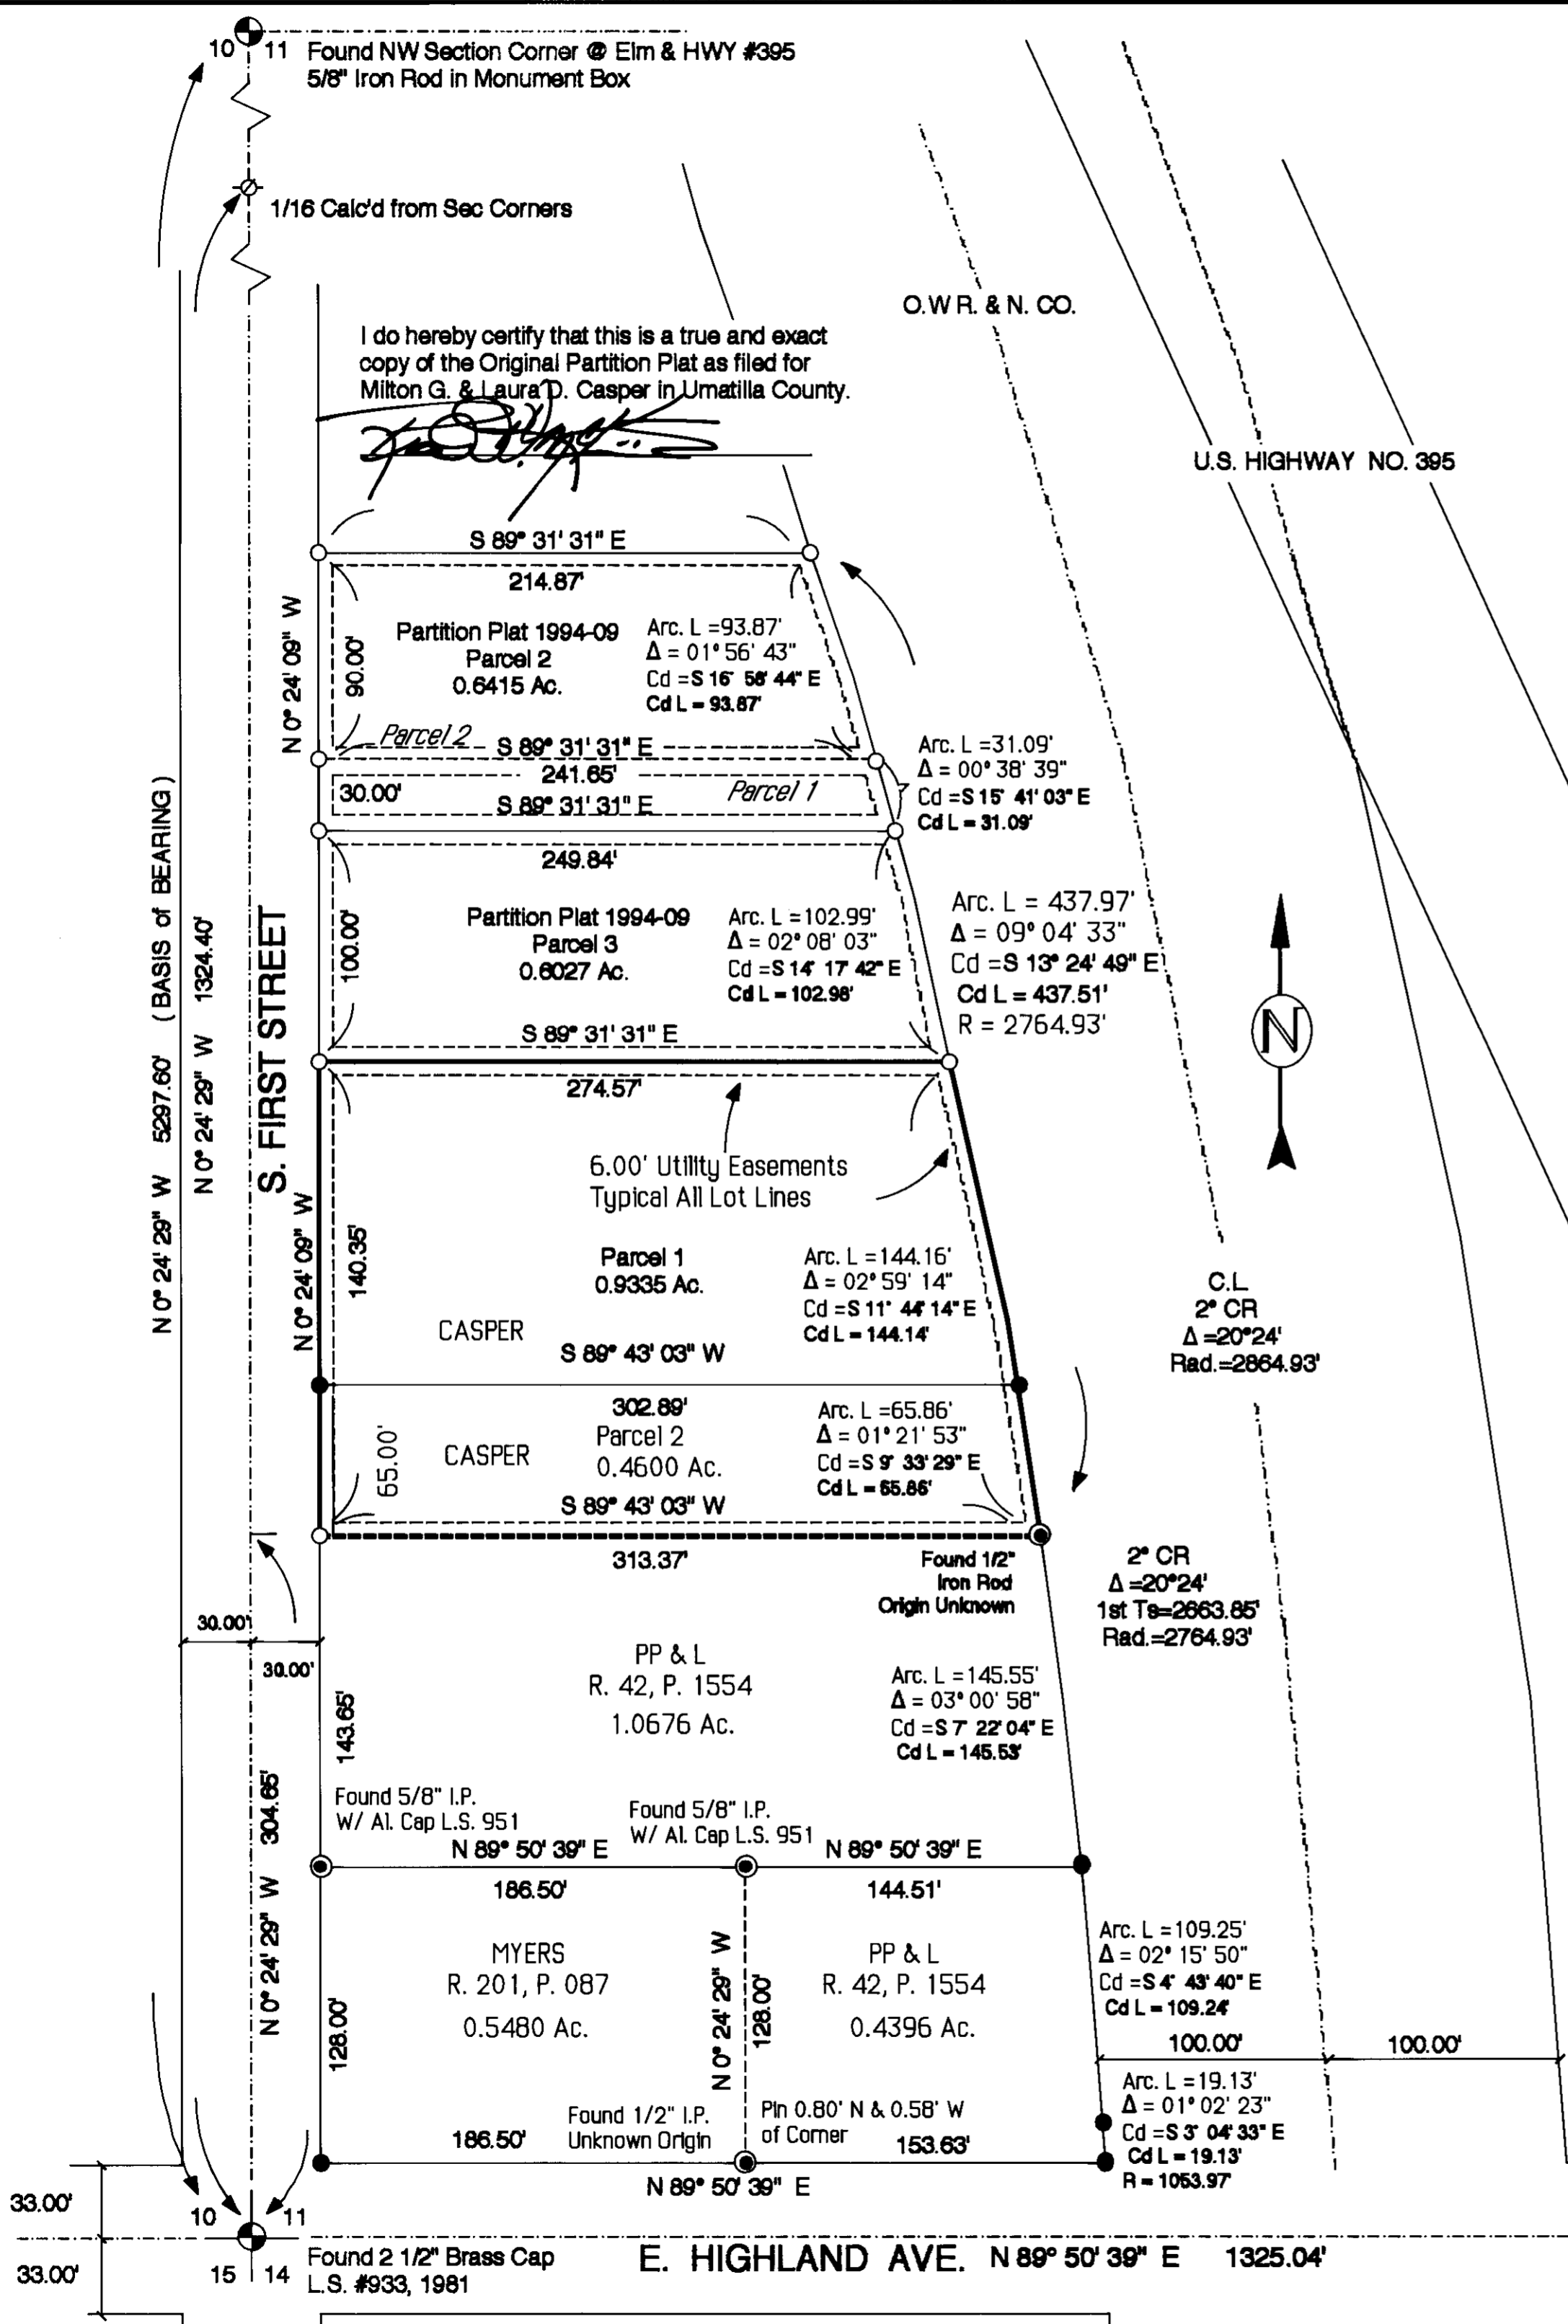 10 11 Found NW Section Corner @ Elm & HWY #395
5/8" Iron Rod in Monument Box
1/16 Calc'd from Sec Corners
O.W R. & N. CO.
I do hereby certify that this is a true and exact
copy of the Original Partition Plat as filed for
Milton G. & Laura D. Casper in Umatilla County.
U.S. HIGHWAY NO. 395
S 89° 31' 31" E
214.87'
N 0° 24' 09" W
90.00'
Partition Plat 1994-09
Parcel 2
0.6415 Ac.
Arc. L =93.87'
Δ = 01° 56' 43"
Cd =S 16° 58' 44" E
Cd L = 93.87'
Parcel 2
S 89° 31' 31" E
241.65'
30.00'
S 89° 31' 31" E
Parcel 1
Arc. L =31.09'
Δ = 00° 38' 39"
Cd =S 15° 41' 03" E
Cd L = 31.09'
249.84'
100.00'
Partition Plat 1994-09
Parcel 3
0.6027 Ac.
Arc. L =102.99'
Δ = 02° 08' 03"
Cd =S 14° 17' 42" E
Cd L = 102.98'
Arc. L = 437.97'
Δ = 09° 04' 33"
Cd =S 13° 24' 49" E
Cd L = 437.51'
R = 2764.93'
N
S 89° 31' 31" E
274.57'
N 0° 24' 29" W 5297.60' ( BASIS of BEARING )
N 0° 24' 29" W 1324.40'
S. FIRST STREET
N 0° 24' 09" W
6.00' Utility Easements
Typical All Lot Lines
140.35'
Parcel 1
0.9335 Ac.
Arc. L =144.16'
Δ = 02° 59' 14"
Cd =S 11° 44' 14" E
Cd L = 144.14'
CASPER
S 89° 43' 03" W
302.89'
C.L
2° CR
Δ =20°24'
Rad.=2864.93'
65.00'
CASPER
Parcel 2
0.4600 Ac.
Arc. L =65.86'
Δ = 01° 21' 53"
Cd =S 9° 33' 29" E
Cd L = 65.86'
S 89° 43' 03" W
313.37'
Found 1/2"
Iron Rod
Origin Unknown
2° CR
Δ =20°24'
1st Ts=2663.85'
Rad.=2764.93'
30.00'
30.00'
143.65'
PP & L
R. 42, P. 1554
1.0676 Ac.
Arc. L =145.55'
Δ = 03° 00' 58"
Cd =S 7° 22' 04" E
Cd L = 145.53'
N 0° 24' 29" W 304.65'
Found 5/8" I.P.
W/ Al. Cap L.S. 951
Found 5/8" I.P.
W/ Al. Cap L.S. 951
N 89° 50' 39" E
N 89° 50' 39" E
186.50'
144.51'
128.00'
MYERS
R. 201, P. 087
0.5480 Ac.
N 0° 24' 29" W
128.00'
PP & L
R. 42, P. 1554
0.4396 Ac.
Arc. L =109.25'
Δ = 02° 15' 50"
Cd =S 4° 43' 40" E
Cd L = 109.24'
100.00'
100.00'
Arc. L =19.13'
Δ = 01° 02' 23"
Cd =S 3° 04' 33" E
Cd L = 19.13'
R = 1053.97'
186.50'
Found 1/2" I.P.
Unknown Origin
Pin 0.80' N & 0.58' W
of Corner
153.63'
N 89° 50' 39" E
33.00'
33.00'
10 11
15 14
Found 2 1/2" Brass Cap
L.S. #933, 1981
E. HIGHLAND AVE. N 89° 50' 39" E 1325.04'